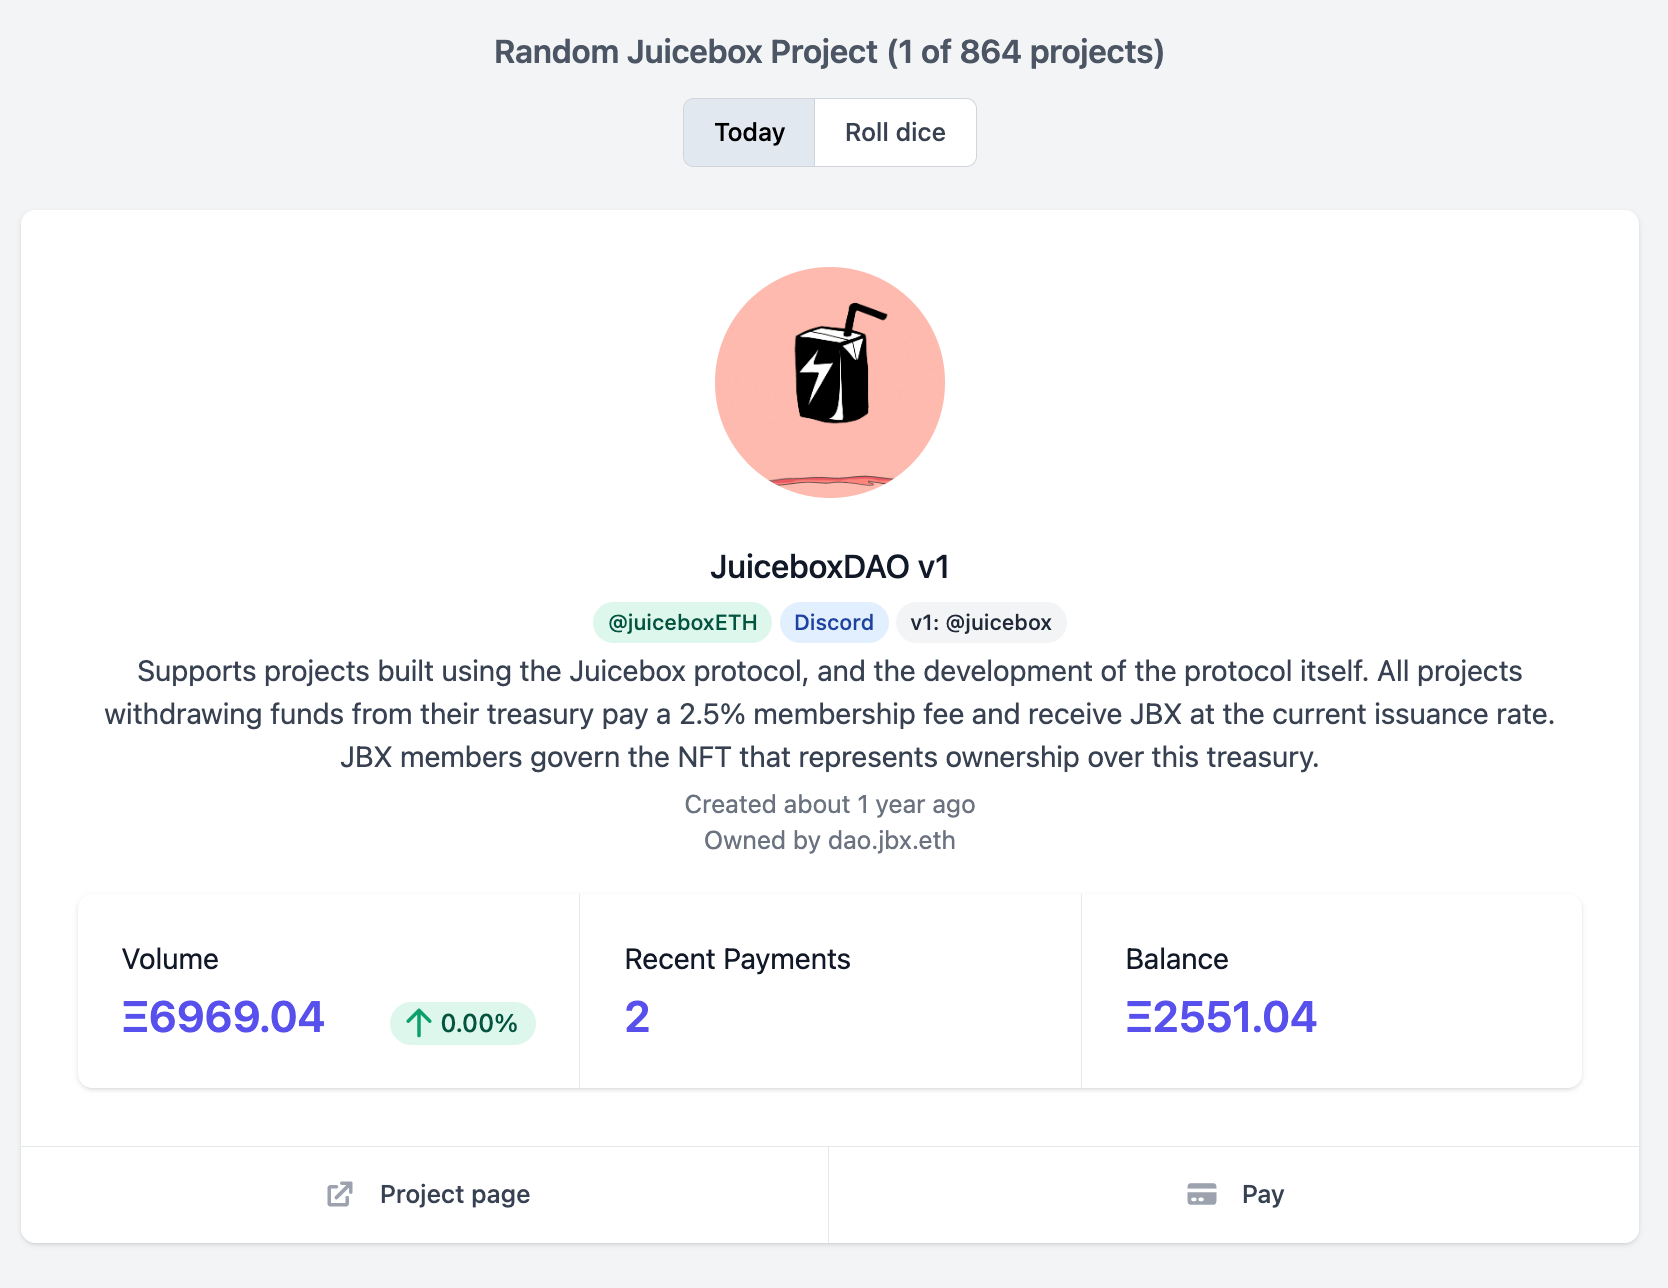 Random Juicebox Project (1 of 864 projects)
Today
Roll dice
JuiceboxDAO v1
@juiceboxETH
Discord
v1: @juicebox
Supports projects built using the Juicebox protocol, and the development of the protocol itself. All projects
withdrawing funds from their treasury pay a 2.5% membership fee and receive JBX at the current issuance rate.
JBX members govern the NFT that represents ownership over this treasury.
Created about 1 year ago
Owned by dao.jbx.eth
Volume
Ξ6969.04
↑ 0.00%
Recent Payments
2
Balance
Ξ2551.04
Project page
Pay